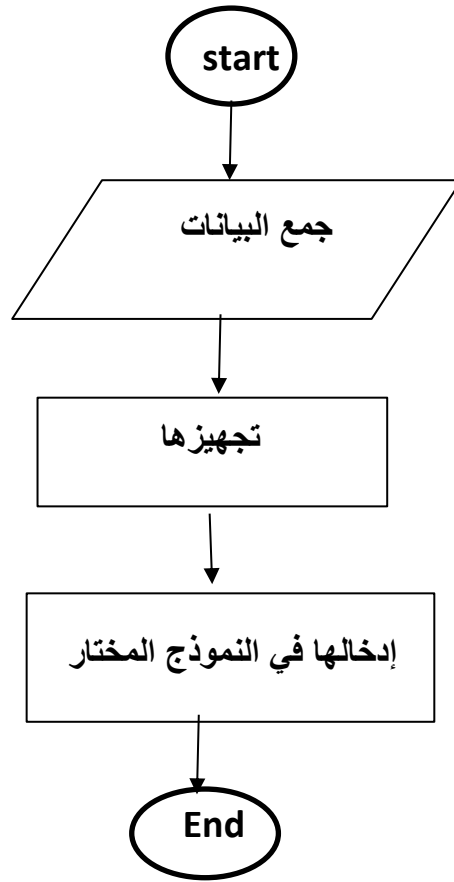 start
جمع البيانات
تجهيزها
إدخالها في النموذج المختار
End